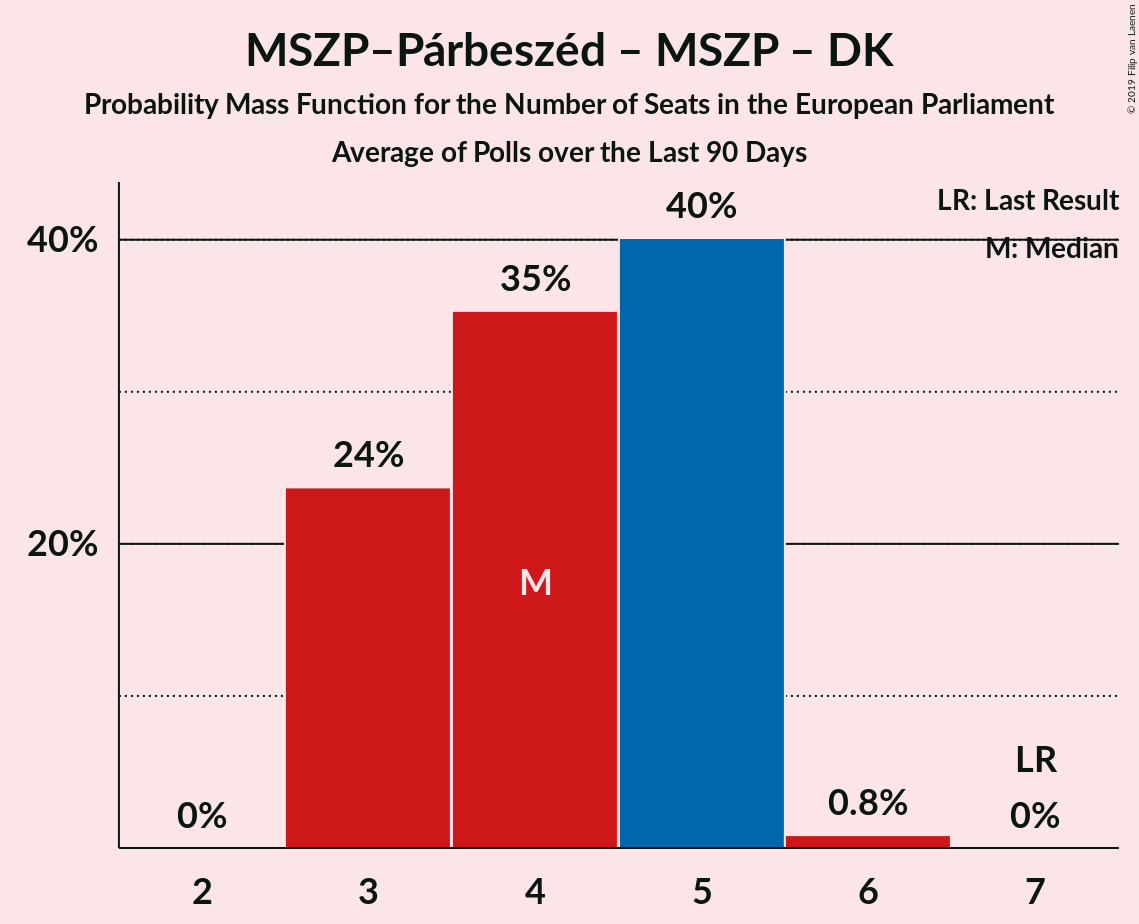 MSZP–Párbeszéd – MSZP – DK
Probability Mass Function for the Number of Seats in the European Parliament
Average of Polls over the Last 90 Days
© 2019 Filip van Laenen
LR: Last Result
M: Median
40%
20%
0%
24%
35%
M
40%
0.8%
LR
0%
2
3
4
5
6
7